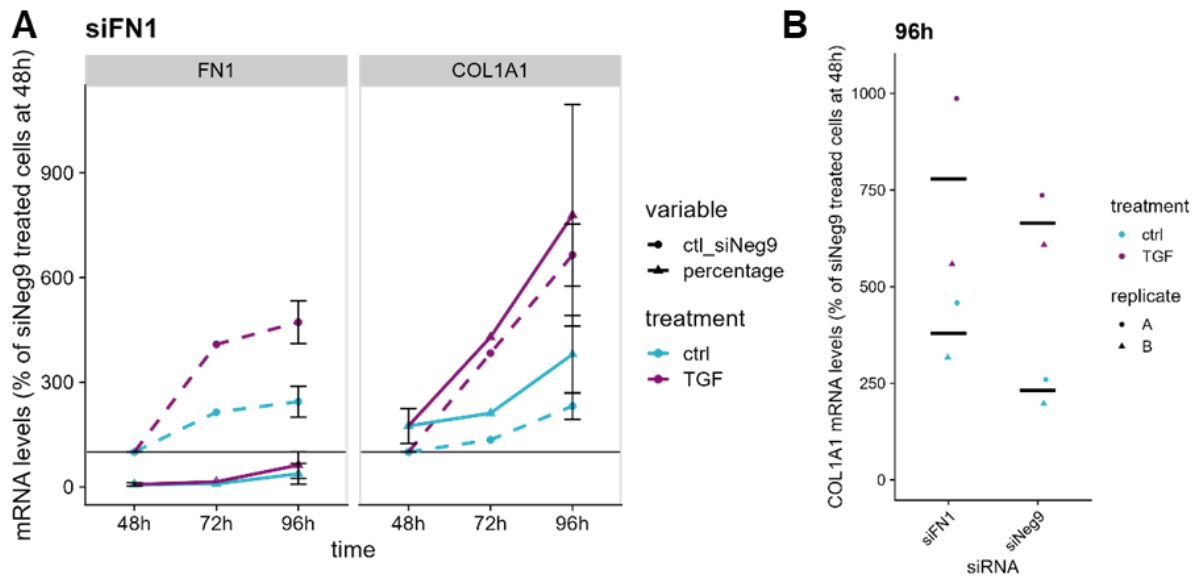 A
siFN1
mRNA levels (% of siNeg9 treated cells at 48h)
FN1
COL1A1
900
600
300
0
48h
72h
96h
48h
72h
96h
time
variable
ctl_siNeg9
percentage
treatment
ctrl
TGF
B
96h
COL1A1 mRNA levels (% of siNeg9 treated cells at 48h)
1000
750
500
250
0
siFN1
siNeg9
siRNA
treatment
ctrl
TGF
replicate
A
B